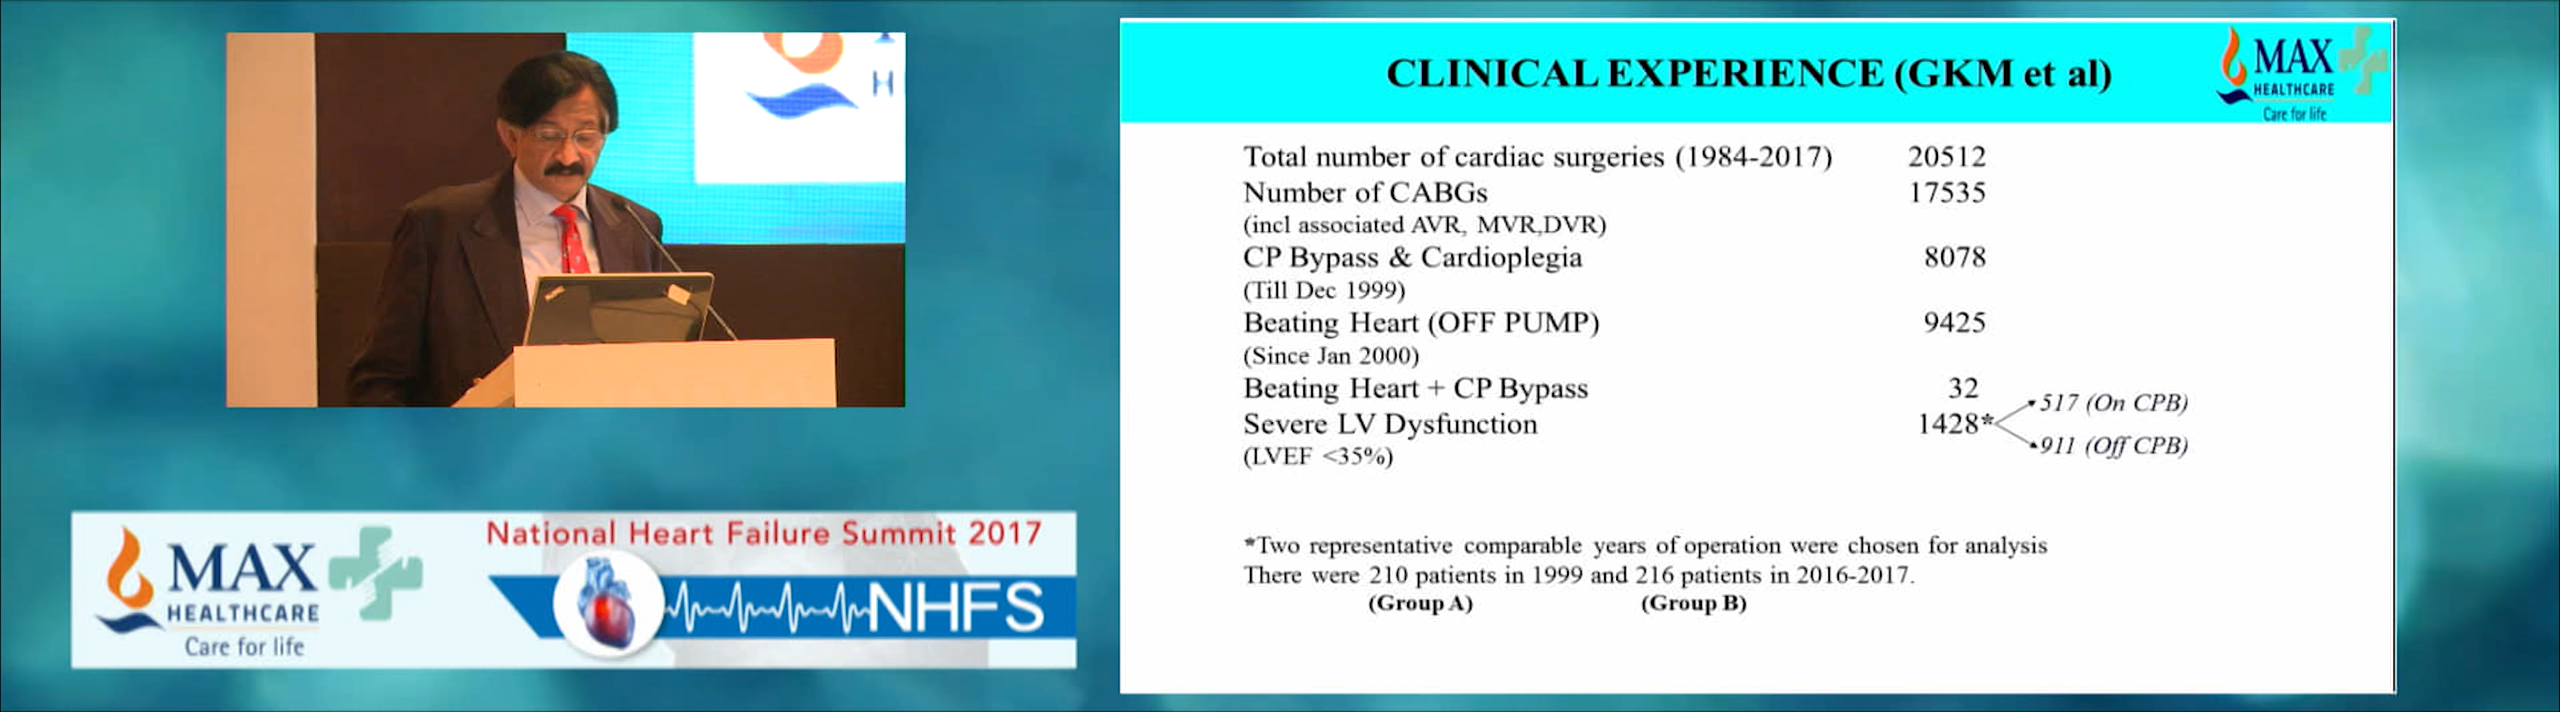 H
MAX
HEALTHCARE
Care for life
National Heart Failure Summit 2017
NHFS
CLINICAL EXPERIENCE (GKM et al)
MAX
HEALTHCARE
Care for life
Total number of cardiac surgeries (1984-2017) 20512
Number of CABGs 17535
(incl associated AVR, MVR,DVR)
CP Bypass & Cardioplegia 8078
(Till Dec 1999)
Beating Heart (OFF PUMP) 9425
(Since Jan 2000)
Beating Heart + CP Bypass 32
517 (On CPB)
Severe LV Dysfunction 1428*
911 (Off CPB)
(LVEF <35%)
*Two representative comparable years of operation were chosen for analysis
There were 210 patients in 1999 and 216 patients in 2016-2017.
(Group A) (Group B)